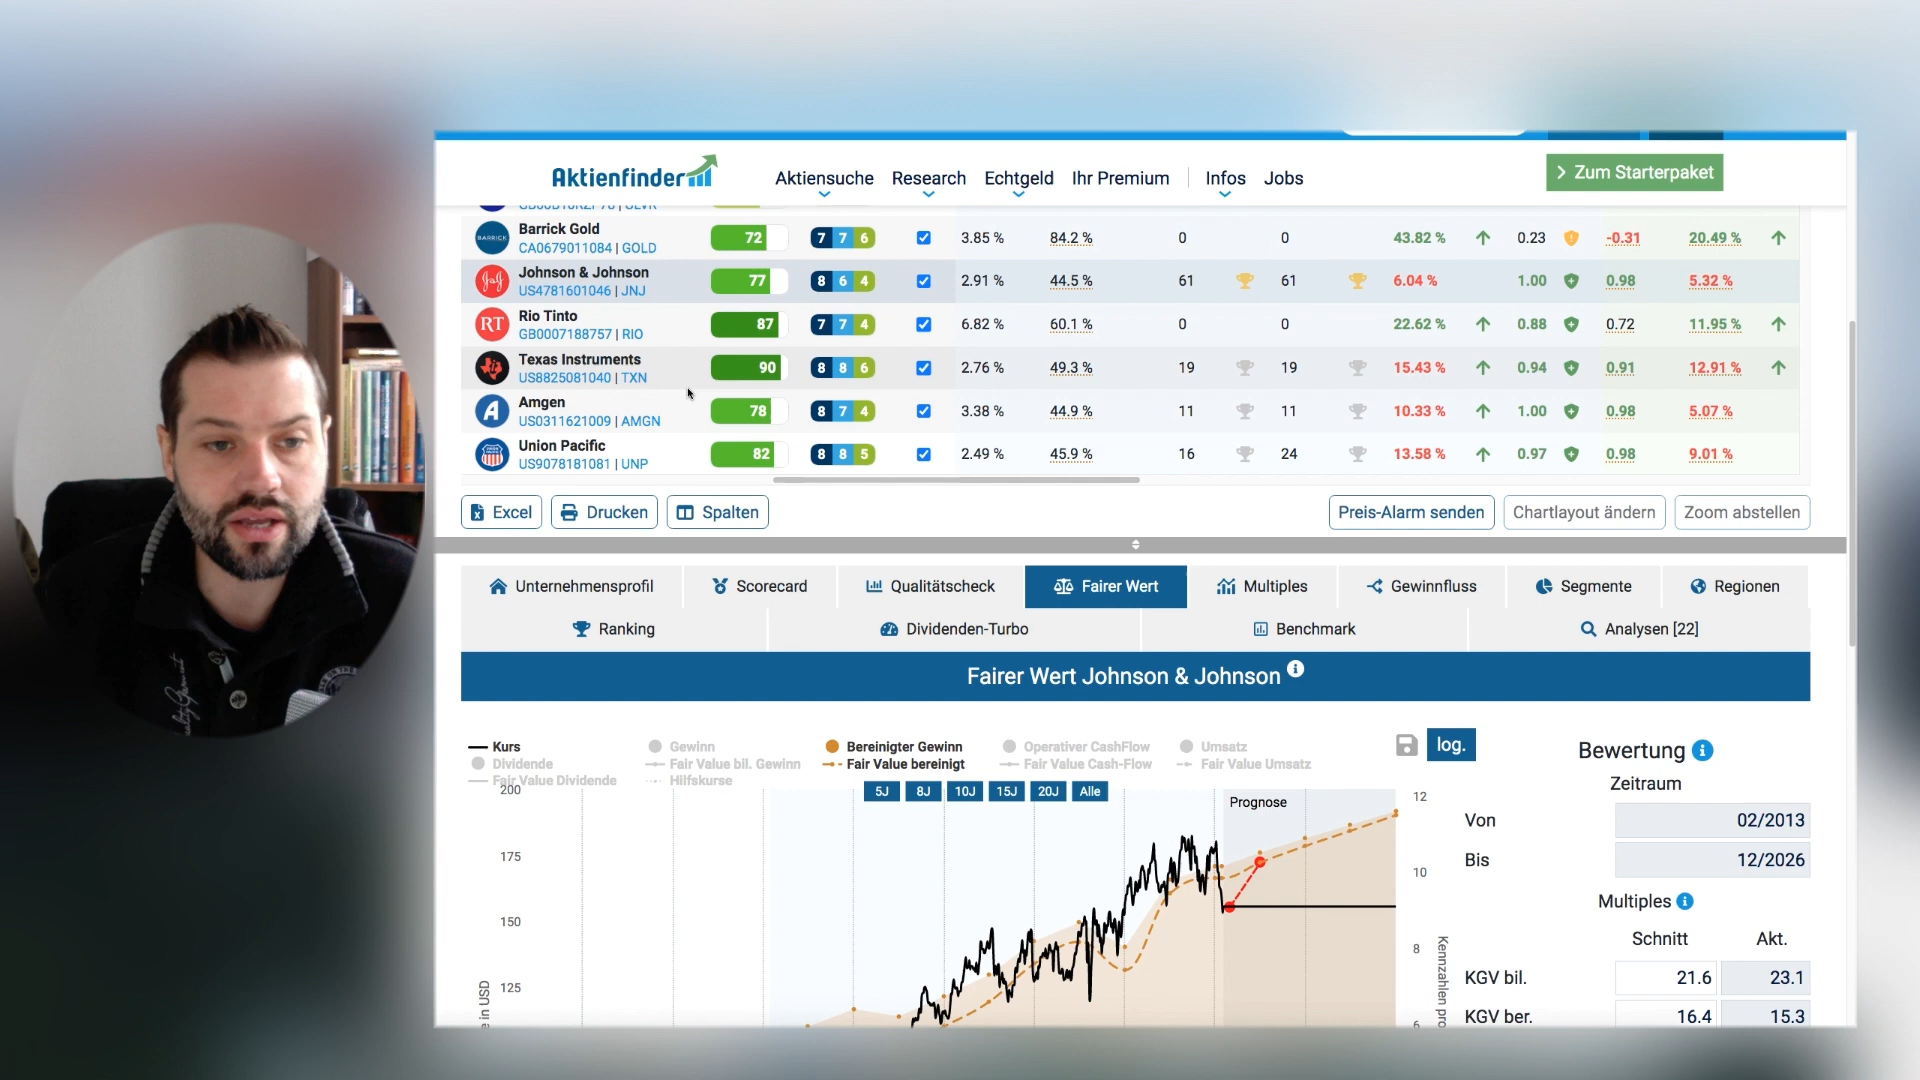 Aktienfinder
Aktiensuche
Research
Echtgeld
Ihr Premium
Infos
Jobs
Zum Starterpaket
BARRICK
Barrick Gold
CA0679011084 | GOLD
72
7 7 6
3.85 %
84.2 %
0
0
43.82 %
0.23
-0.31
20.49 %
J&J
Johnson & Johnson
US4781601046 | JNJ
77
8 6 4
2.91 %
44.5 %
61
61
6.04 %
1.00
0.98
5.32 %
RT
Rio Tinto
GB0007188757 | RIO
87
7 7 4
6.82 %
60.1 %
0
0
22.62 %
0.88
0.72
11.95 %
Texas Instruments
US8825081040 | TXN
90
8 8 6
2.76 %
49.3 %
19
19
15.43 %
0.94
0.91
12.91 %
A
Amgen
US0311621009 | AMGN
78
8 7 4
3.38 %
44.9 %
11
11
10.33 %
1.00
0.98
5.07 %
Union Pacific
US9078181081 | UNP
82
8 8 5
2.49 %
45.9 %
16
24
13.58 %
0.97
0.98
9.01 %
Excel
Drucken
Spalten
Preis-Alarm senden
Chartlayout ändern
Zoom abstellen
Unternehmensprofil
Scorecard
Qualitätscheck
Fairer Wert
Multiples
Gewinnfluss
Segmente
Regionen
Ranking
Dividenden-Turbo
Benchmark
Analysen [22]
Fairer Wert Johnson & Johnson
Kurs
Gewinn
Bereinigter Gewinn
Operativer CashFlow
Umsatz
Dividende
Fair Value bil. Gewinn
Fair Value bereinigt
Fair Value Cash-Flow
Fair Value Umsatz
Fair Value Dividende
Hilfskurse
log.
5J
8J
10J
15J
20J
Alle
Prognose
200
175
150
125
e in USD
12
10
8
6
Kennzahlen pro
Bewertung
Zeitraum
Von
02/2013
Bis
12/2026
Multiples
Schnitt
Akt.
KGV bil.
21.6
23.1
KGV ber.
16.4
15.3